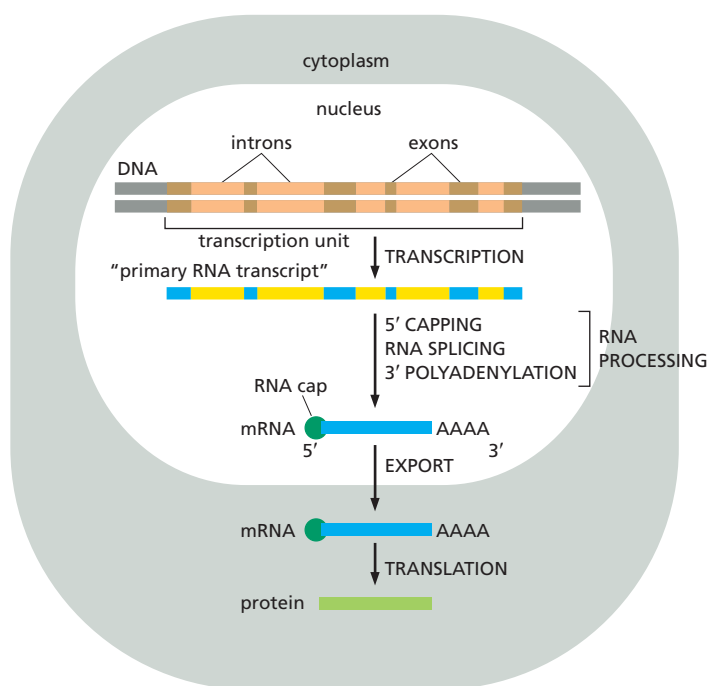 cytoplasm
nucleus
introns
exons
DNA
transcription unit
TRANSCRIPTION
“primary RNA transcript”
5′ CAPPING
RNA SPLICING
3′ POLYADENYLATION
RNA
PROCESSING
RNA cap
mRNA
AAAA
5′
3′
EXPORT
mRNA
AAAA
TRANSLATION
protein